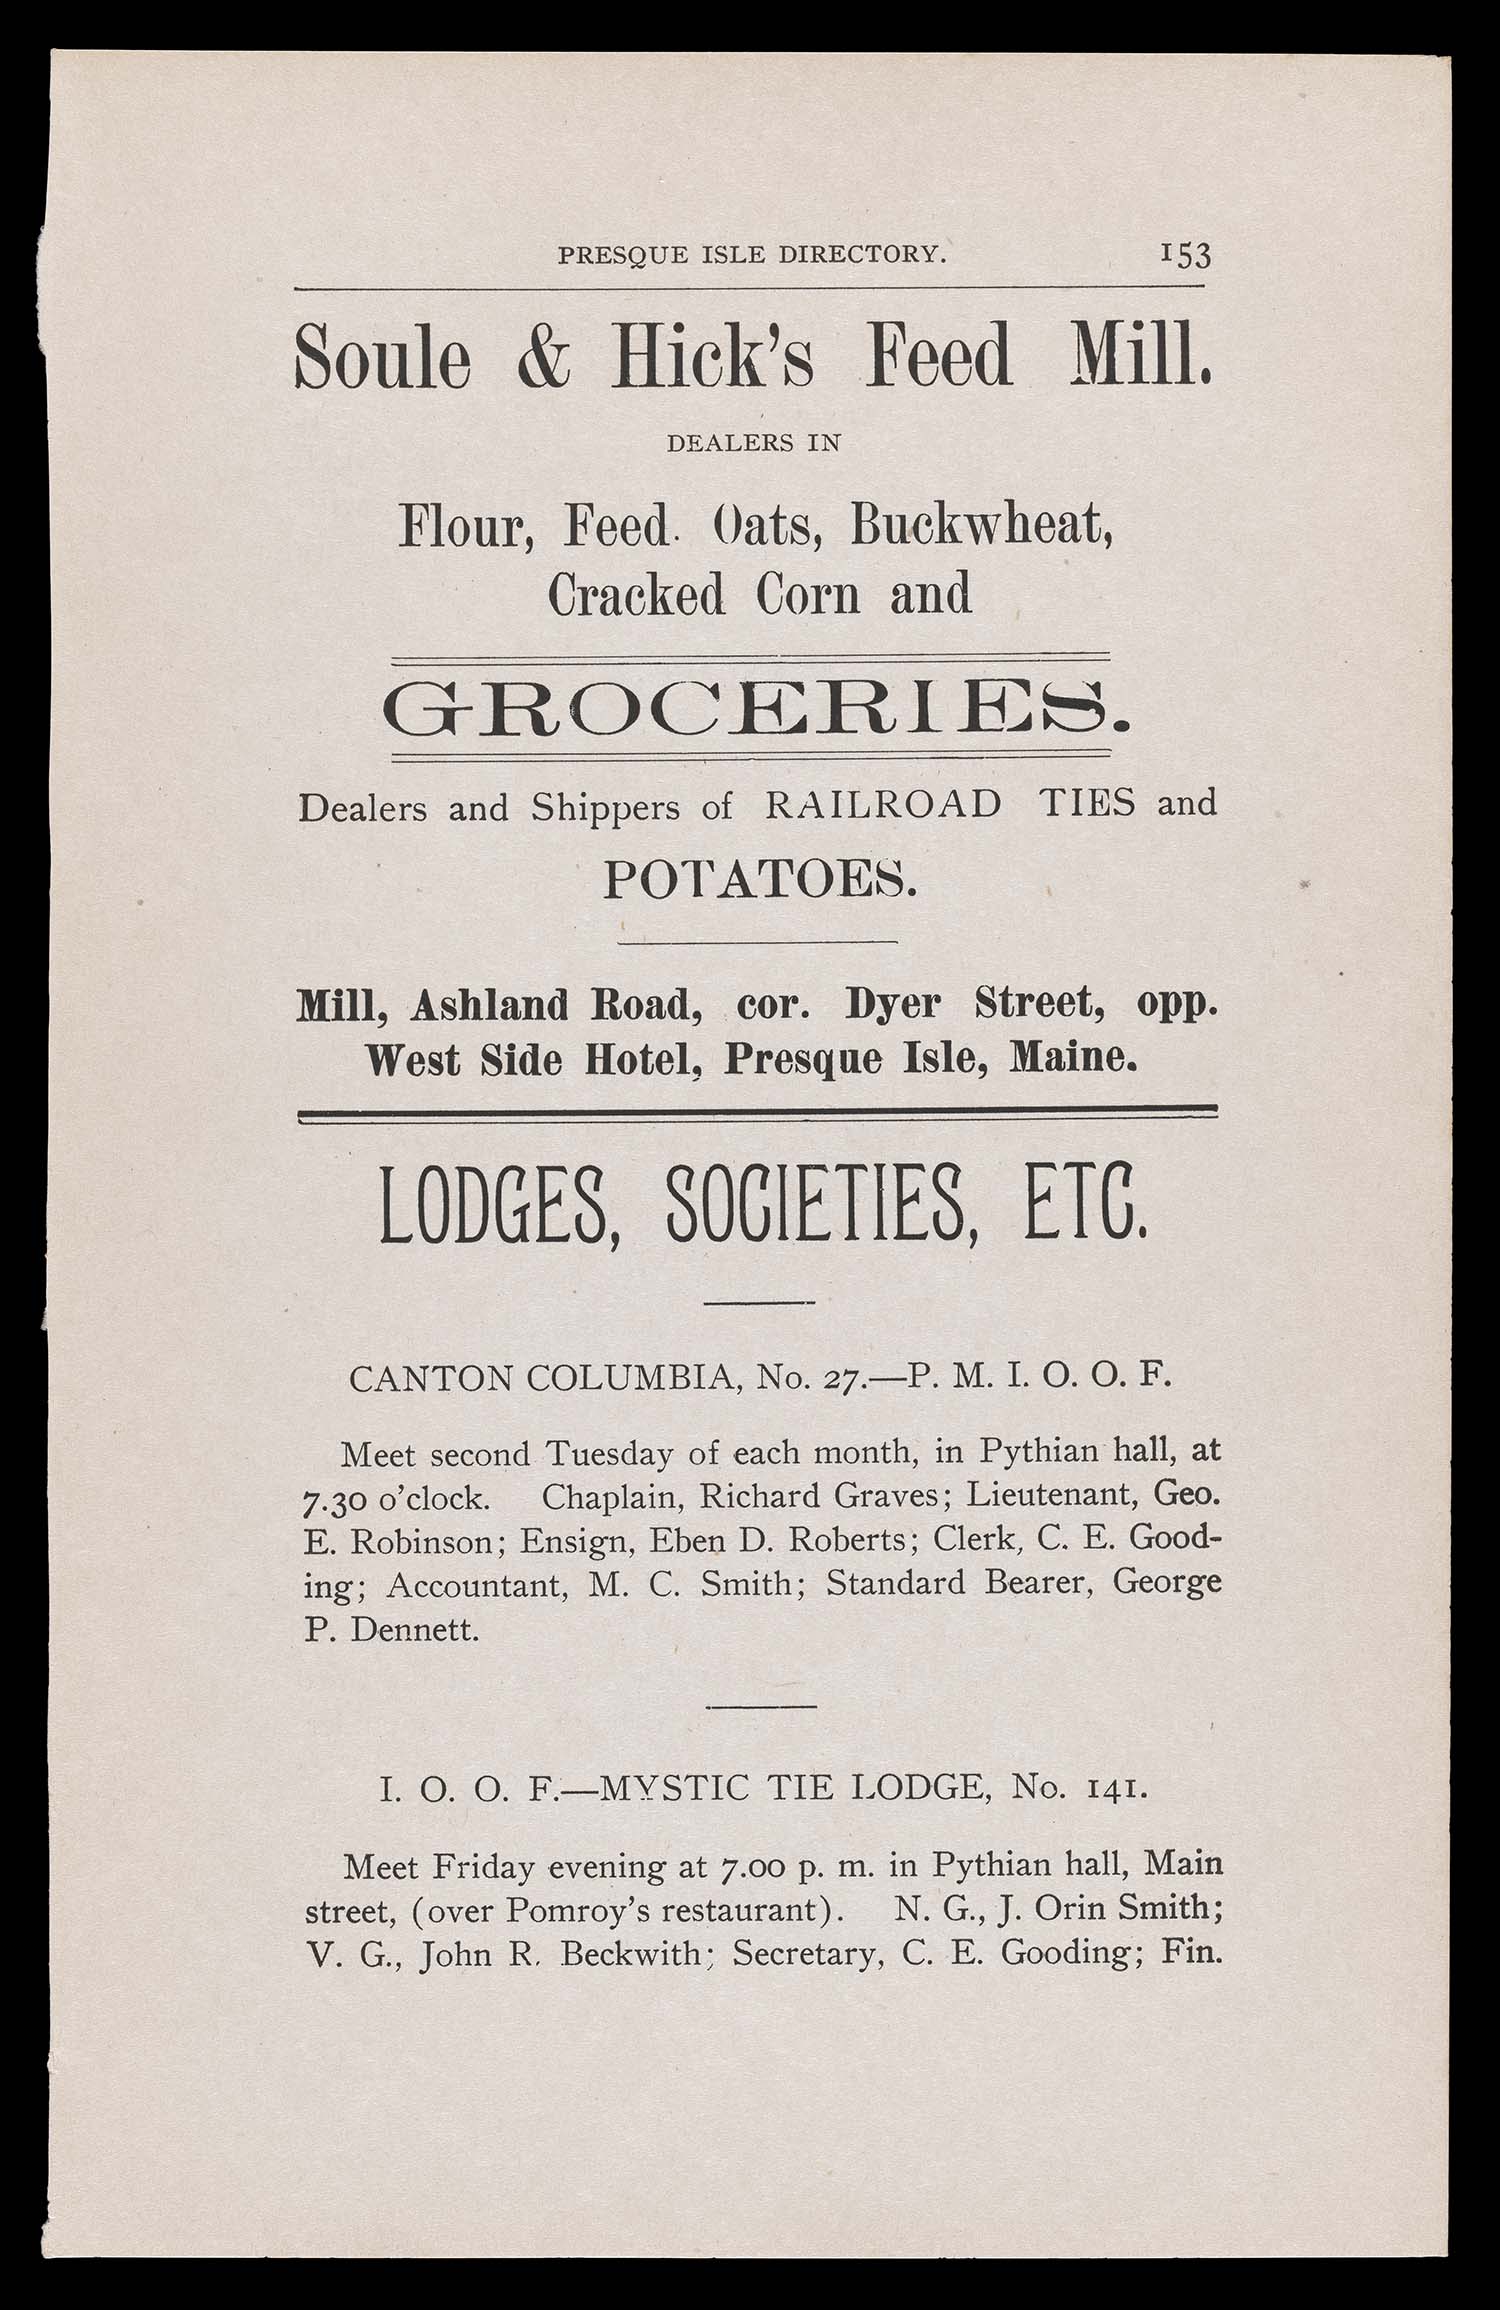 PRESQUE ISLE DIRECTORY. 153
Soule & Hick's Feed Mill.
DEALERS IN
Flour, Feed. Oats, Buckwheat,
Cracked Corn and
GROCERIES.
Dealers and Shippers of RAILROAD TIES and
POTATOES.
Mill, Ashland Road, cor. Dyer Street, opp.
West Side Hotel, Presque Isle, Maine.
LODGES, SOCIETIES, ETC.
CANTON COLUMBIA, No. 27.—P. M. I. O. O. F.
Meet second Tuesday of each month, in Pythian hall, at
7.30 o'clock. Chaplain, Richard Graves; Lieutenant, Geo.
E. Robinson; Ensign, Eben D. Roberts; Clerk, C. E. Good-
ing; Accountant, M. C. Smith; Standard Bearer, George
P. Dennett.
I. O. O. F.—MYSTIC TIE LODGE, No. 141.
Meet Friday evening at 7.00 p. m. in Pythian hall, Main
street, (over Pomroy's restaurant). N. G., J. Orin Smith;
V. G., John R. Beckwith; Secretary, C. E. Gooding; Fin.